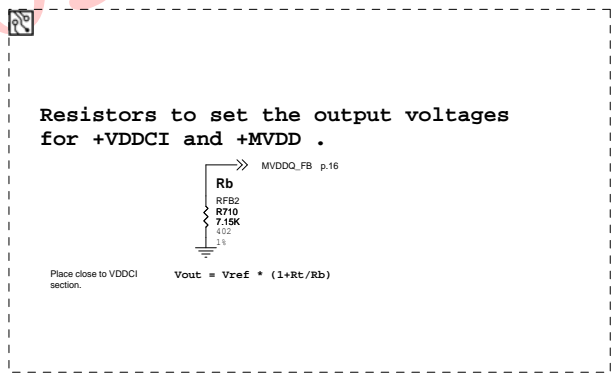 Resistors to set the output voltages
for +VDDCI and +MVDD .
MVDDQ_FB p.16
Rb
RFB2
R710
7.15K
402
1%
Place close to VDDCI
section.
Vout = Vref * (1+Rt/Rb)